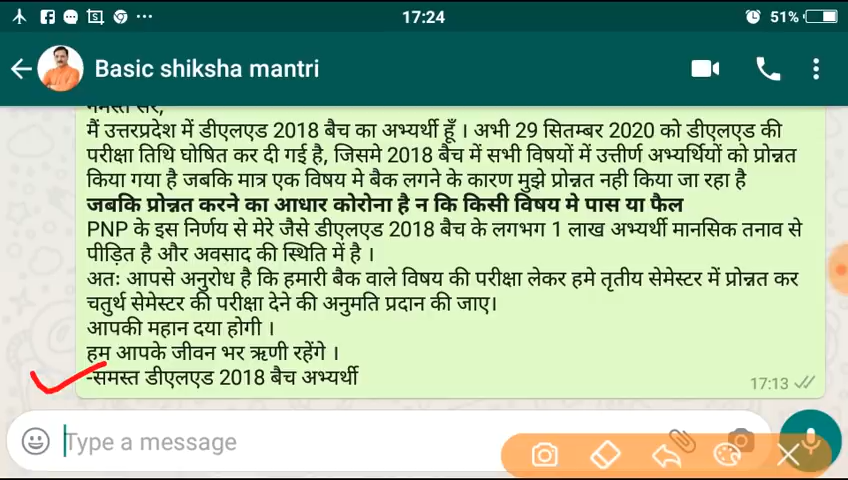 17:24
51%
Basic shiksha mantri
नमस्ते सर,
मैं उत्तरप्रदेश में डीएलएड 2018 बैच का अभ्यर्थी हूँ । अभी 29 सितम्बर 2020 को डीएलएड की
परीक्षा तिथि घोषित कर दी गई है, जिसमे 2018 बैच में सभी विषयों में उत्तीर्ण अभ्यर्थियों को प्रोन्नत
किया गया है जबकि मात्र एक विषय मे बैक लगने के कारण मुझे प्रोन्नत नही किया जा रहा है
जबकि प्रोन्नत करने का आधार कोरोना है न कि किसी विषय मे पास या फैल
PNP के इस निर्णय से मेरे जैसे डीएलएड 2018 बैच के लगभग 1 लाख अभ्यर्थी मानसिक तनाव से
पीड़ित है और अवसाद की स्थिति में है ।
अतः आपसे अनुरोध है कि हमारी बैक वाले विषय की परीक्षा लेकर हमे तृतीय सेमेस्टर में प्रोन्नत कर
चतुर्थ सेमेस्टर की परीक्षा देने की अनुमति प्रदान की जाए।
आपकी महान दया होगी ।
हम आपके जीवन भर ऋणी रहेंगे ।
-समस्त डीएलएड 2018 बैच अभ्यर्थी
17:13
Type a message